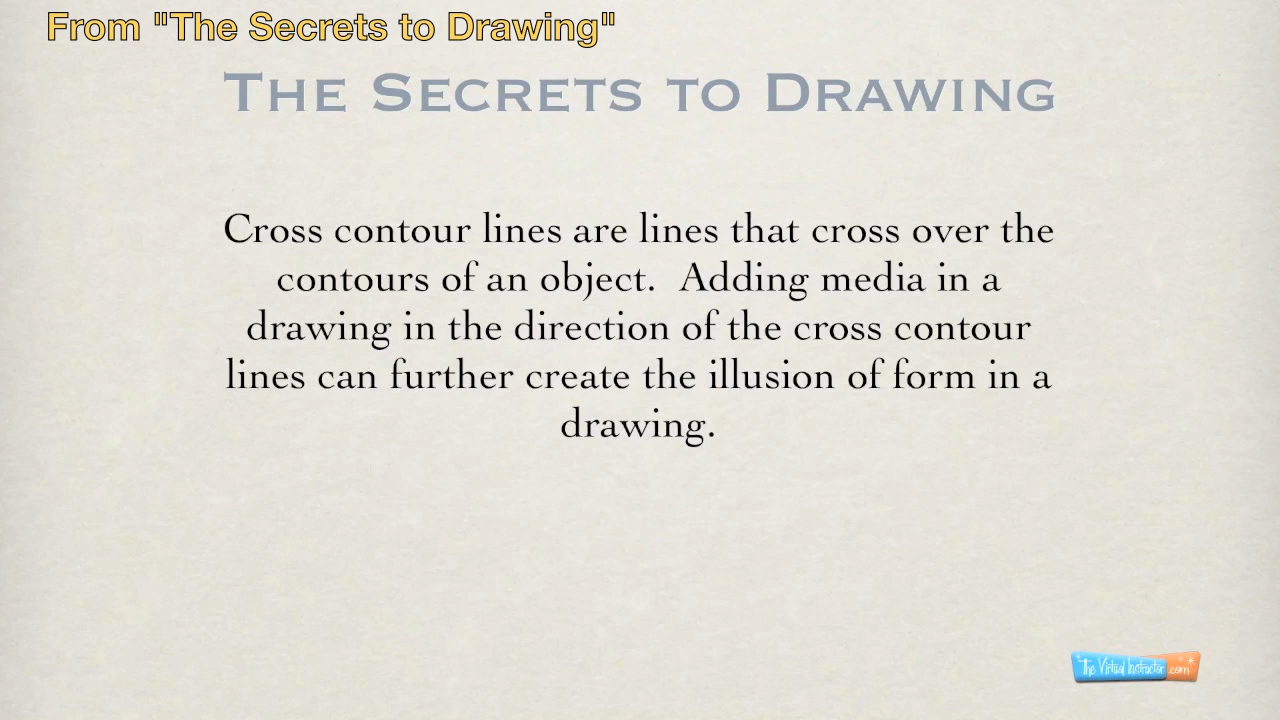 From "The Secrets to Drawing"
The Secrets to Drawing
Cross contour lines are lines that cross over the
contours of an object.  Adding media in a
drawing in the direction of the cross contour
lines can further create the illusion of form in a
drawing.
The Virtual Instructor.com